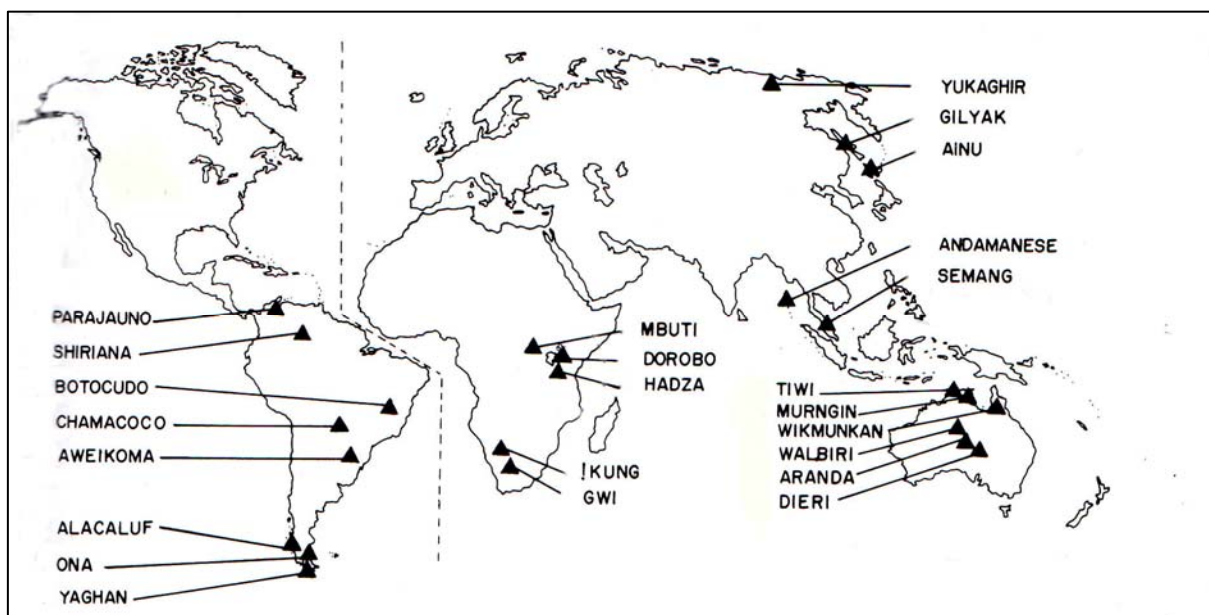 YUKAGHIR
GILYAK
AINU
ANDAMANESE
SEMANG
PARAJAUNO
SHIRIANA
BOTOCUDO
CHAMACOCO
AWEIKOMA
ALACALUF
ONA
YAGHAN
MBUTI
DOROBO
HADZA
!KUNG
GWI
TIWI
MURNGIN
WIKMUNKAN
WALBIRI
ARANDA
DIERI